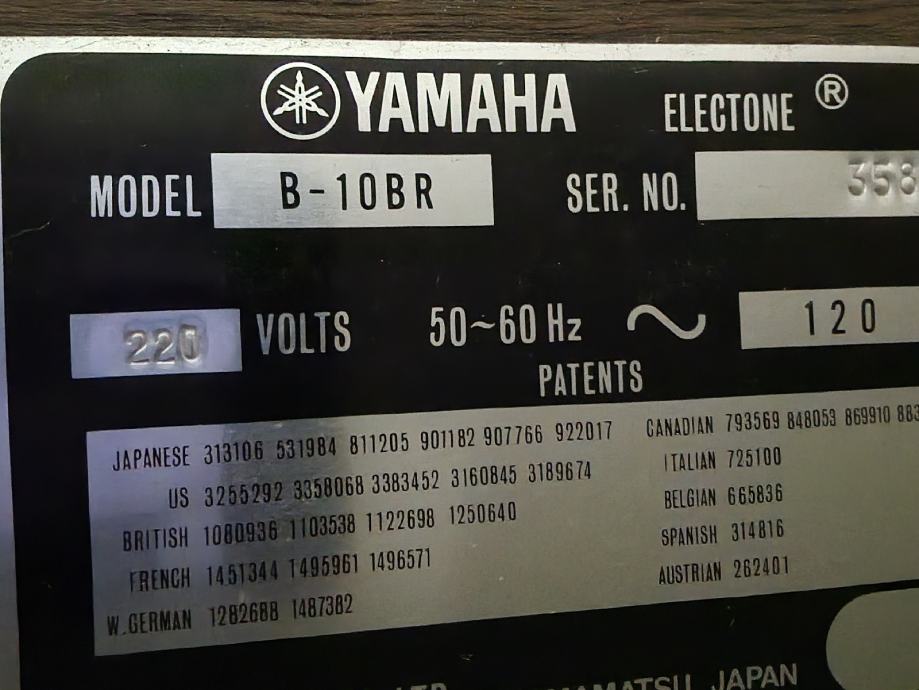 YAMAHA ELECTONE ®
MODEL B-10BR SER. NO. 358
220 VOLTS 50~60 Hz ~ 120
PATENTS
JAPANESE 313106 531984 811205 901182 907766 922017
US 3255292 3358068 3383452 3160845 3189674
BRITISH 1080936 1103538 1122698 1250640
FRENCH 1451344 1495961 1496571
W.GERMAN 1282688 1487382
CANADIAN 793569 848053 869910 883
ITALIAN 725100
BELGIAN 665836
SPANISH 314816
AUSTRIAN 262401
JAPAN